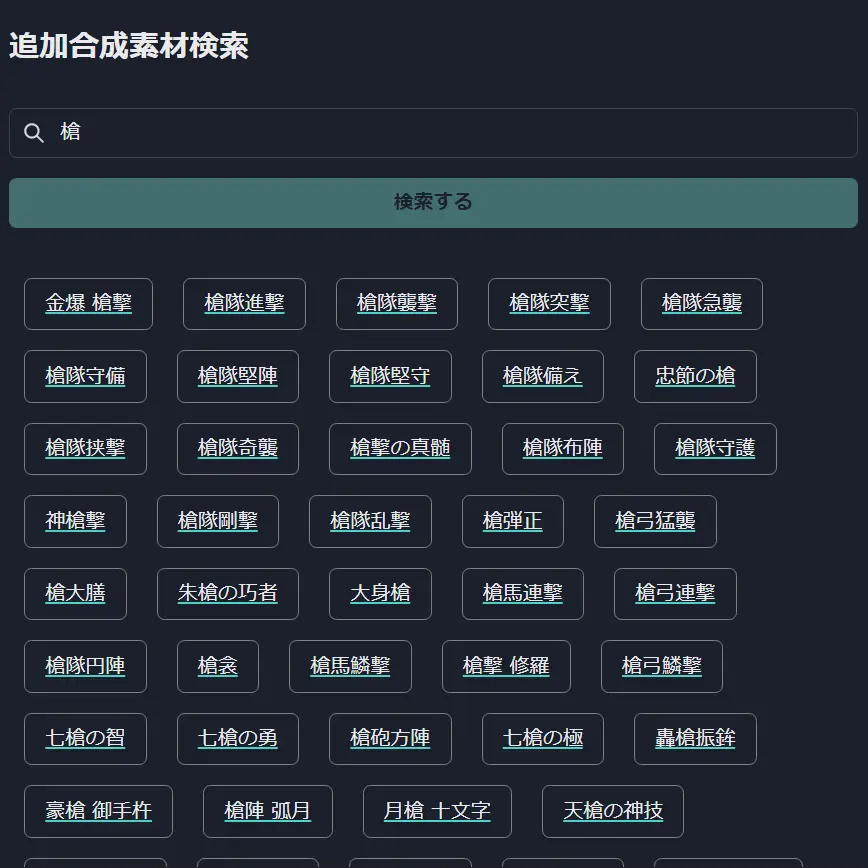 追加合成素材検索
槍
検索する
金爆 槍撃 槍隊進撃 槍隊襲撃 槍隊突撃 槍隊急襲
槍隊守備 槍隊堅陣 槍隊堅守 槍隊備え 忠節の槍
槍隊挟撃 槍隊奇襲 槍撃の真髄 槍隊布陣 槍隊守護
神槍撃 槍隊剛撃 槍隊乱撃 槍弾正 槍弓猛襲
槍大膳 朱槍の巧者 大身槍 槍馬連撃 槍弓連撃
槍隊円陣 槍衾 槍馬鱗撃 槍撃 修羅 槍弓鱗撃
七槍の智 七槍の勇 槍砲方陣 七槍の極 轟槍振鉾
豪槍 御手杵 槍陣 弧月 月槍 十文字 天槍の神技